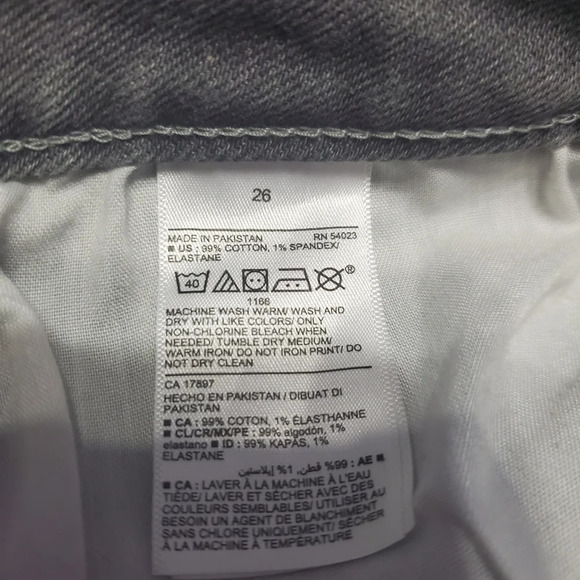 26
MADE IN PAKISTAN RN 54023
■ US : 99% COTTON, 1% SPANDEX/
ELASTANE
40 ®
1166
MACHINE WASH WARM/ WASH AND
DRY WITH LIKE COLORS/ ONLY
NON-CHLORINE BLEACH WHEN
NEEDED/ TUMBLE DRY MEDIUM/
WARM IRON/ DO NOT IRON PRINT/ DO
NOT DRY CLEAN
CA 17897
HECHO EN PAKISTAN / DIBUAT DI
PAKISTAN
■ CA : 99% COTON, 1% ÉLASTHANNE
■ CL/CR/MX/PE : 99% algodón, 1%
elastano ■ ID : 99% KAPAS, 1%
ELASTANE
■ AE : 99% قطن, 1% إيلاستين
■ CA : LAVER À LA MACHINE À L'EAU
TIÈDE/ LAVER ET SÉCHER AVEC DES
COULEURS SEMBLABLES/ UTILISER AU
BESOIN UN AGENT DE BLANCHIMENT
SANS CHLORE UNIQUEMENT/ SÉCHER
À LA MACHINE À TEMPÉRATURE